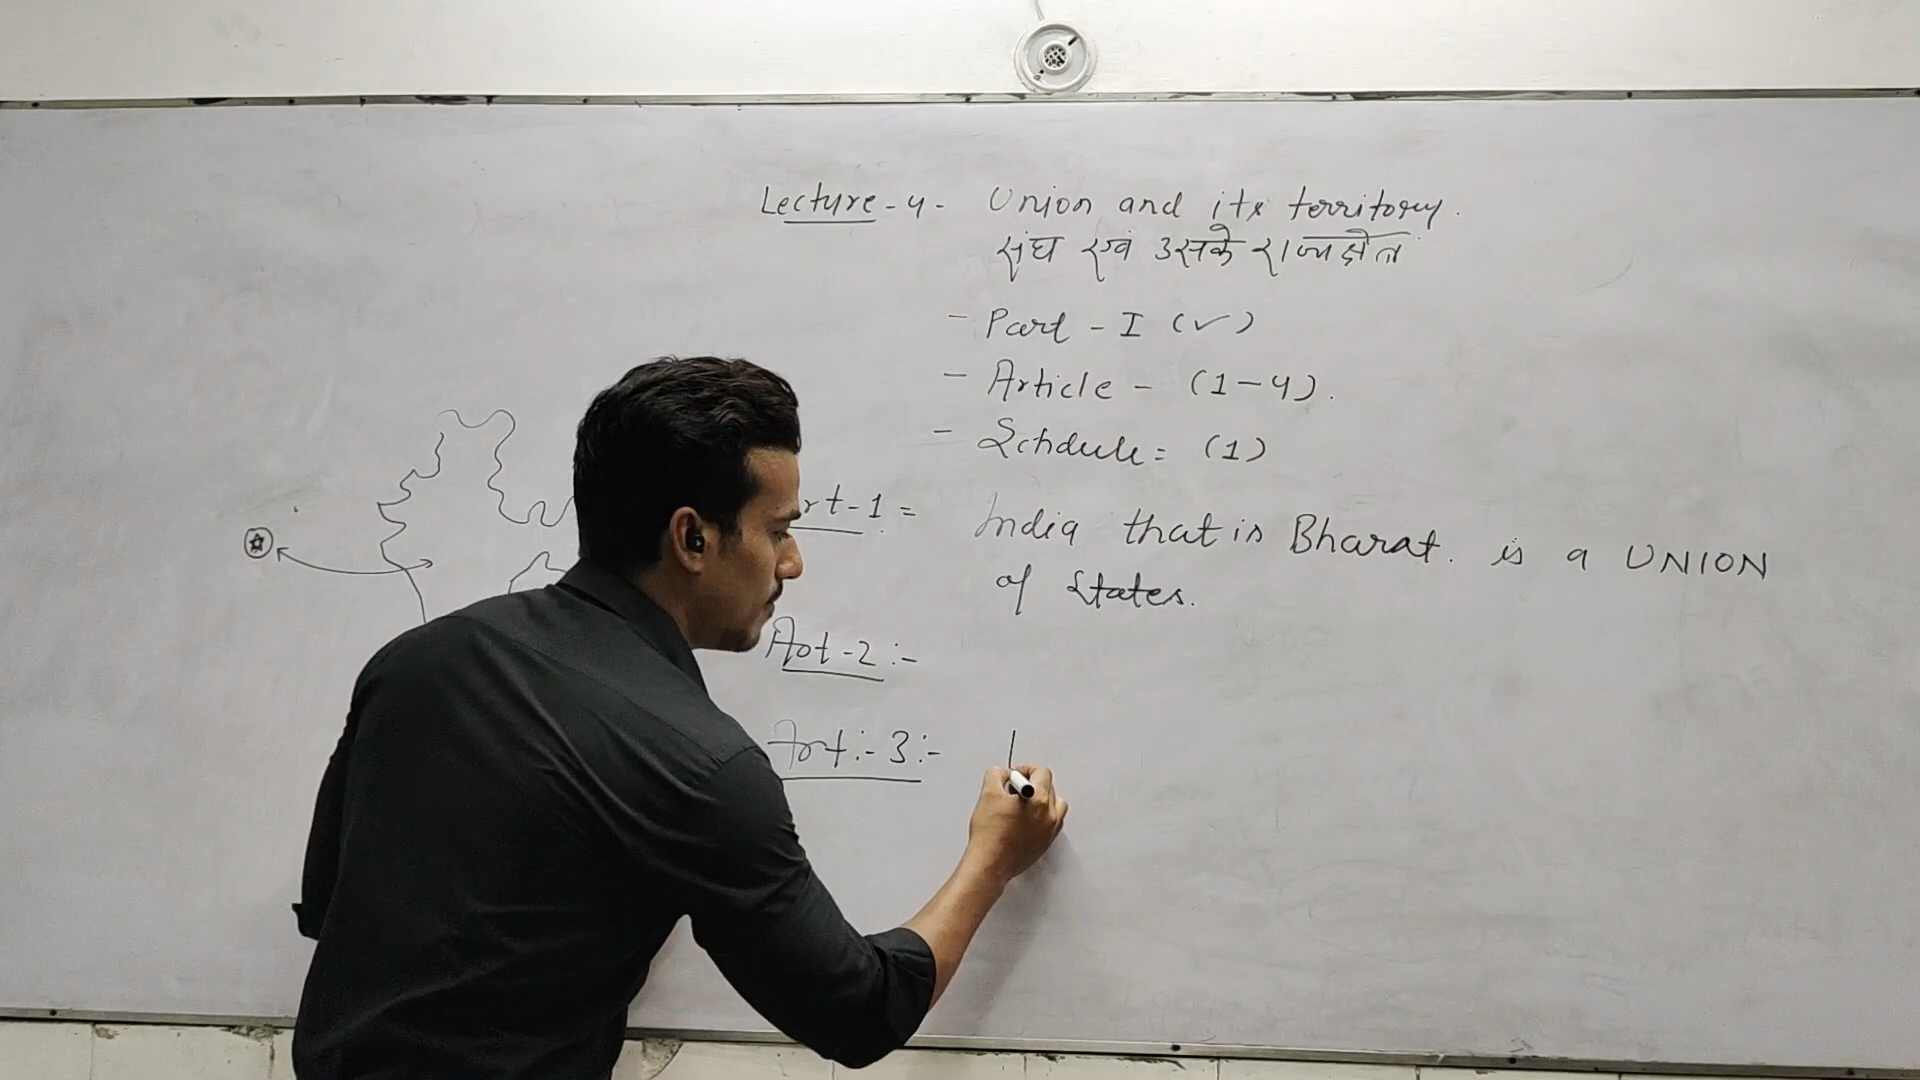 Lecture - 4 - Union and its territory.
संघ एवं उसके राज्यक्षेत्र
- Part - I (✓)
- Article - (1-4).
- Schdule = (1)
rt-1 = India that is Bharat. is a UNION
of States.
Art-2 :-
Art:- 3 :-